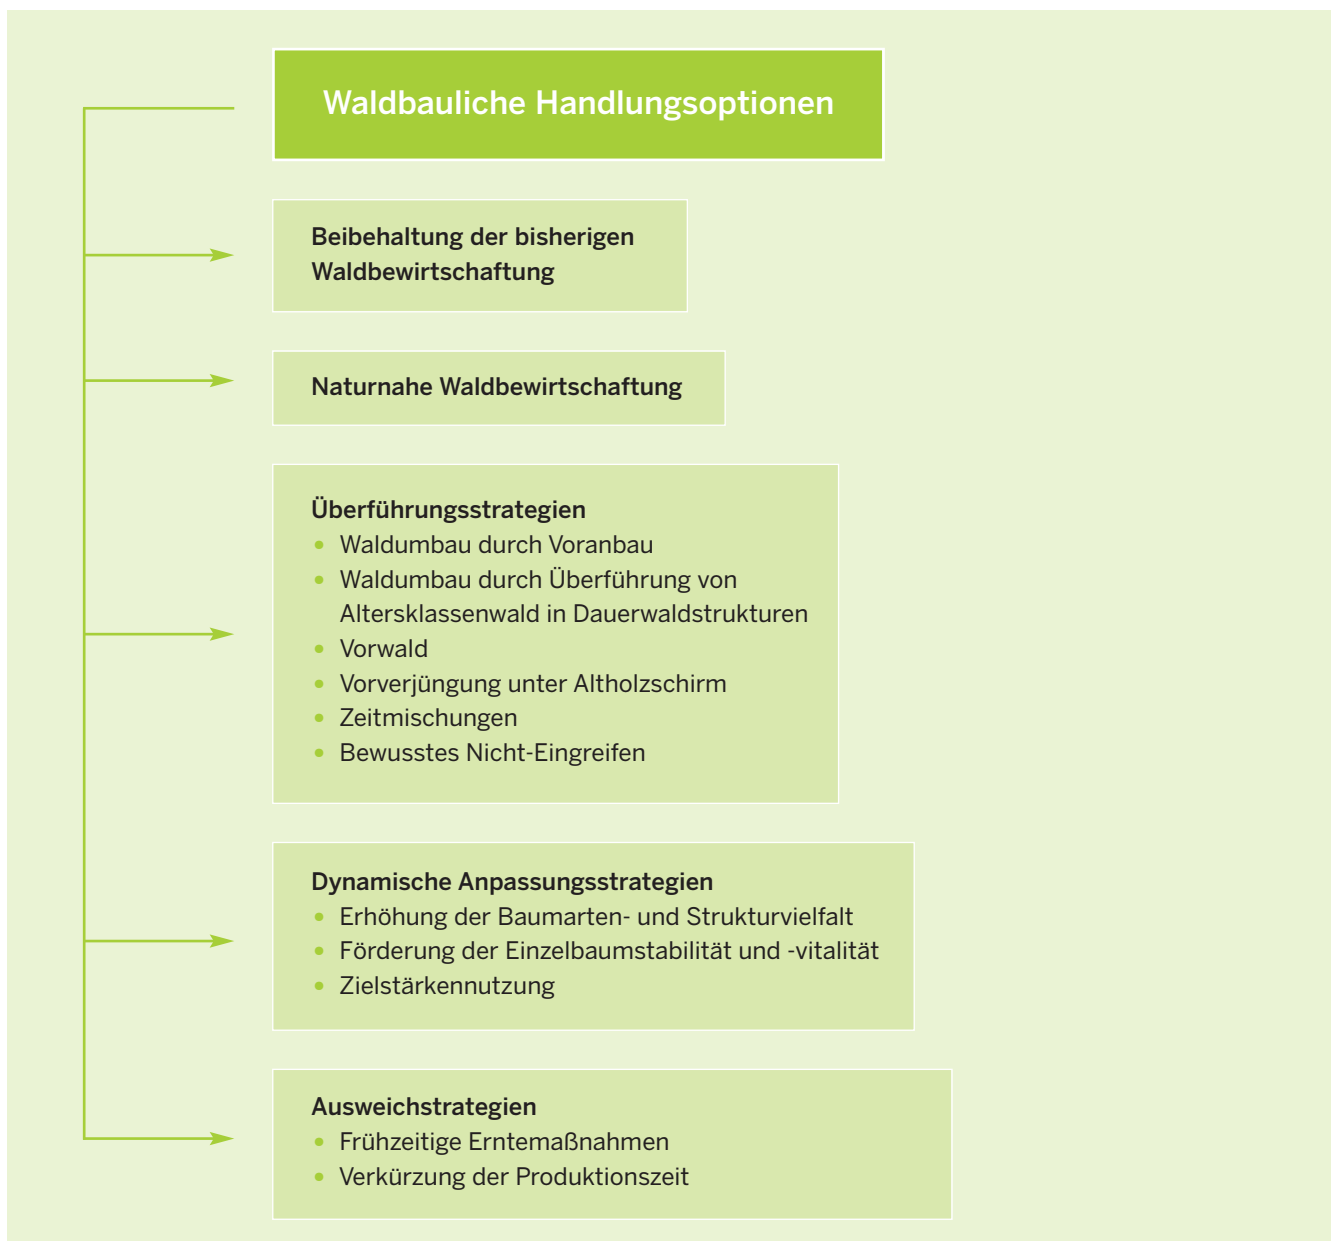 Waldbauliche Handlungsoptionen
Beibehaltung der bisherigen
Waldbewirtschaftung
Naturnahe Waldbewirtschaftung
Überführungsstrategien
• Waldumbau durch Voranbau
• Waldumbau durch Überführung von
Altersklassenwald in Dauerwaldstrukturen
• Vorwald
• Vorverjüngung unter Altholzschirm
• Zeitmischungen
• Bewusstes Nicht-Eingreifen
Dynamische Anpassungsstrategien
• Erhöhung der Baumarten- und Strukturvielfalt
• Förderung der Einzelbaumstabilität und -vitalität
• Zielstärkennutzung
Ausweichstrategien
• Frühzeitige Erntemaßnahmen
• Verkürzung der Produktionszeit